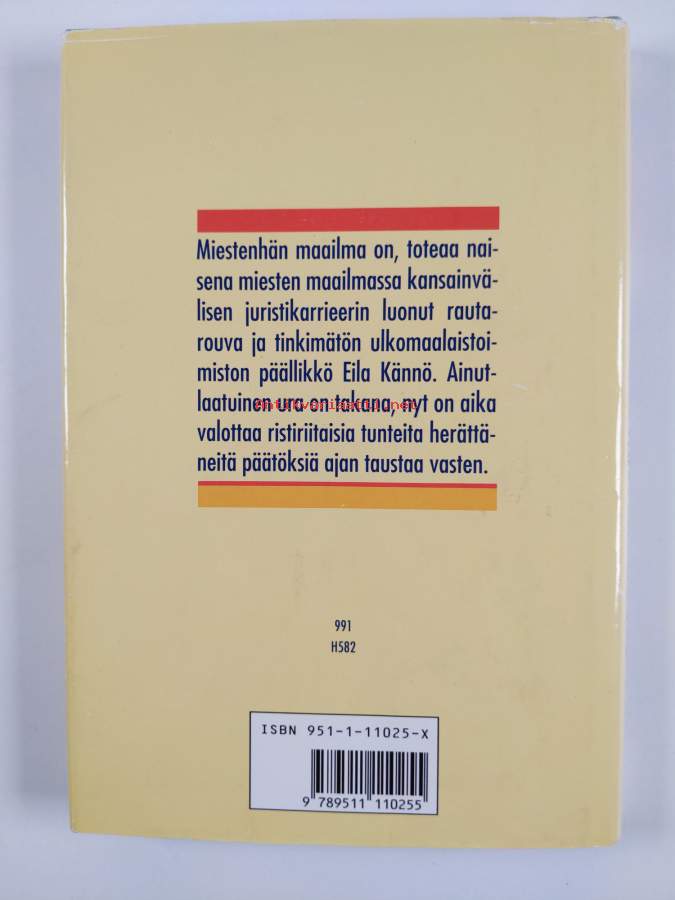 Miestenhän maailma on, toteaa nai-
sena miesten maailmassa kansainvä-
lisen juristikarrieerin luonut rauta-
rouva ja tinkimätön ulkomaalaistoi-
miston päällikkö Eila Kännö. Ainut-
laatuinen ura on takana, nyt on aika
Antikvariaatti.net
valottaa ristiriitaisia tunteita herättä-
neitä päätöksiä ajan taustaa vasten.
991
H582
ISBN 951-1-11025-X
9 789511 110255